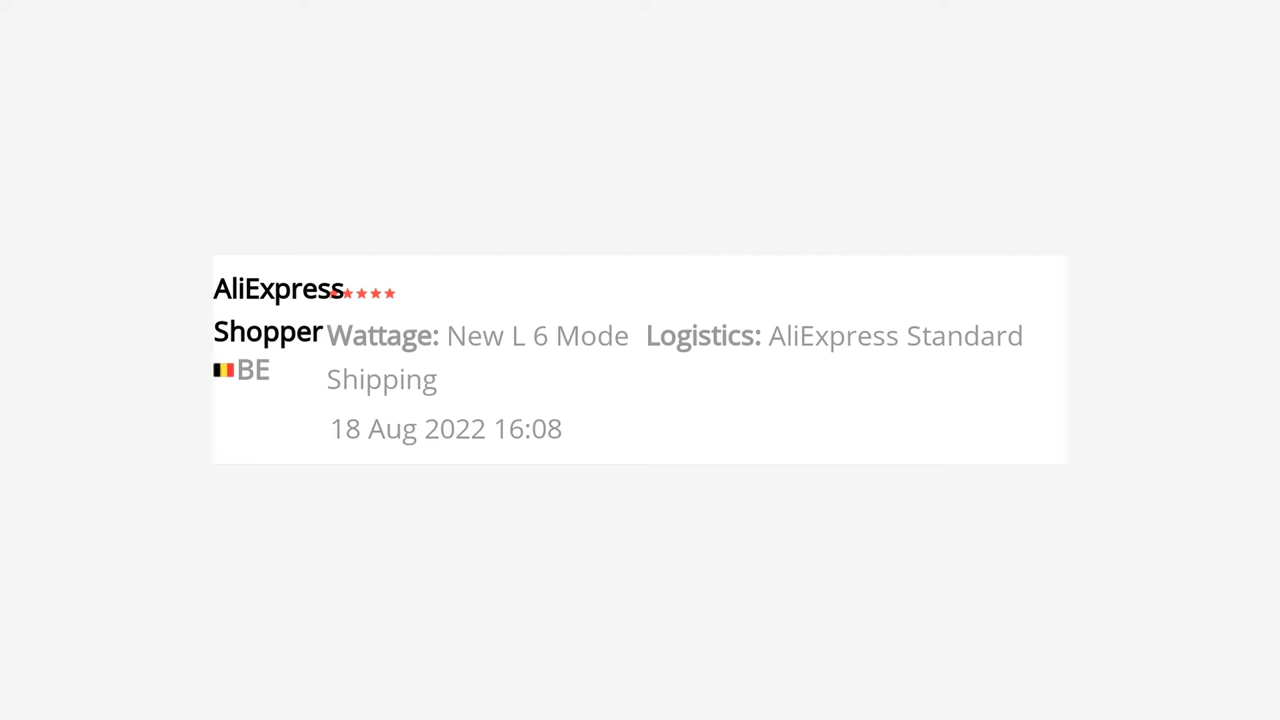 AliExpress
Shopper
BE
Wattage: New L 6 Mode Logistics: AliExpress Standard
Shipping
18 Aug 2022 16:08